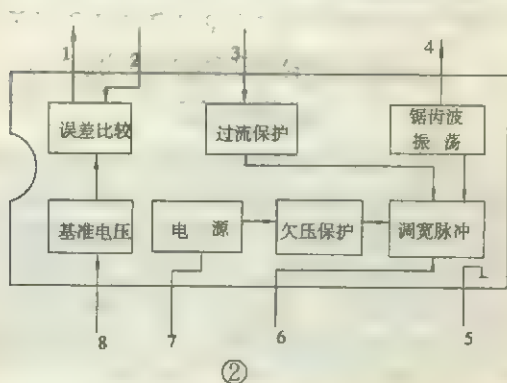 1 2 3 4
误差比较 过流保护 锯齿波
振 荡
基准电压 电 源 欠压保护 调宽脉冲
8 7 6 5
②